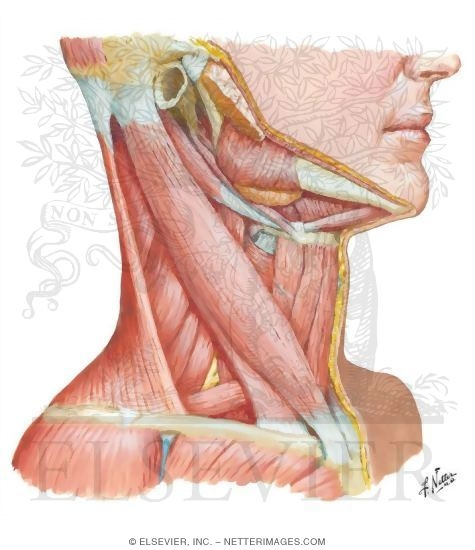 NON S
ELSEVIER
F. Netter
© ELSEVIER, INC. – NETTERIMAGES.COM